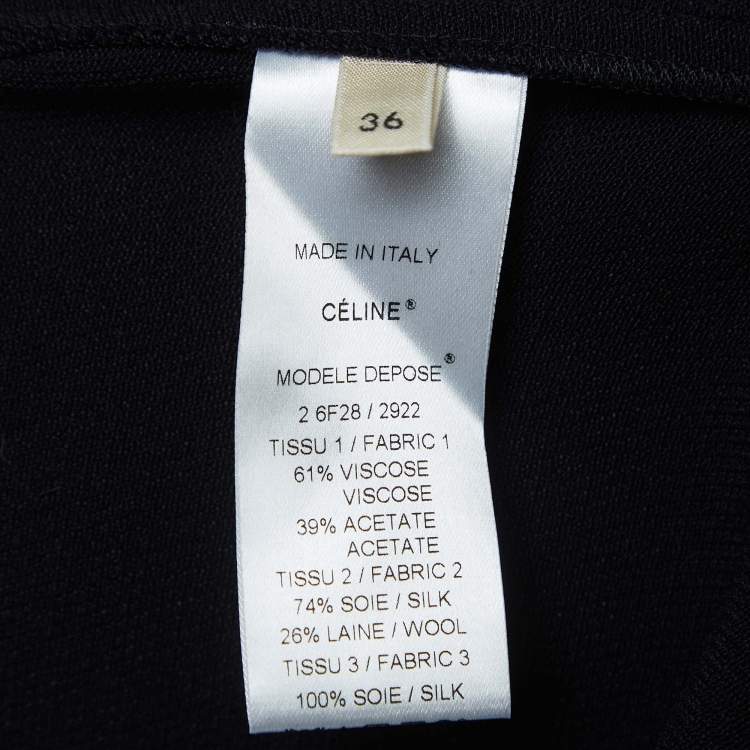 36
MADE IN ITALY
CÉLINE®
MODELE DEPOSE®
2 6F28 / 2922
TISSU 1 / FABRIC 1
61% VISCOSE
VISCOSE
39% ACETATE
ACETATE
TISSU 2 / FABRIC 2
74% SOIE / SILK
26% LAINE / WOOL
TISSU 3 / FABRIC 3
100% SOIE / SILK